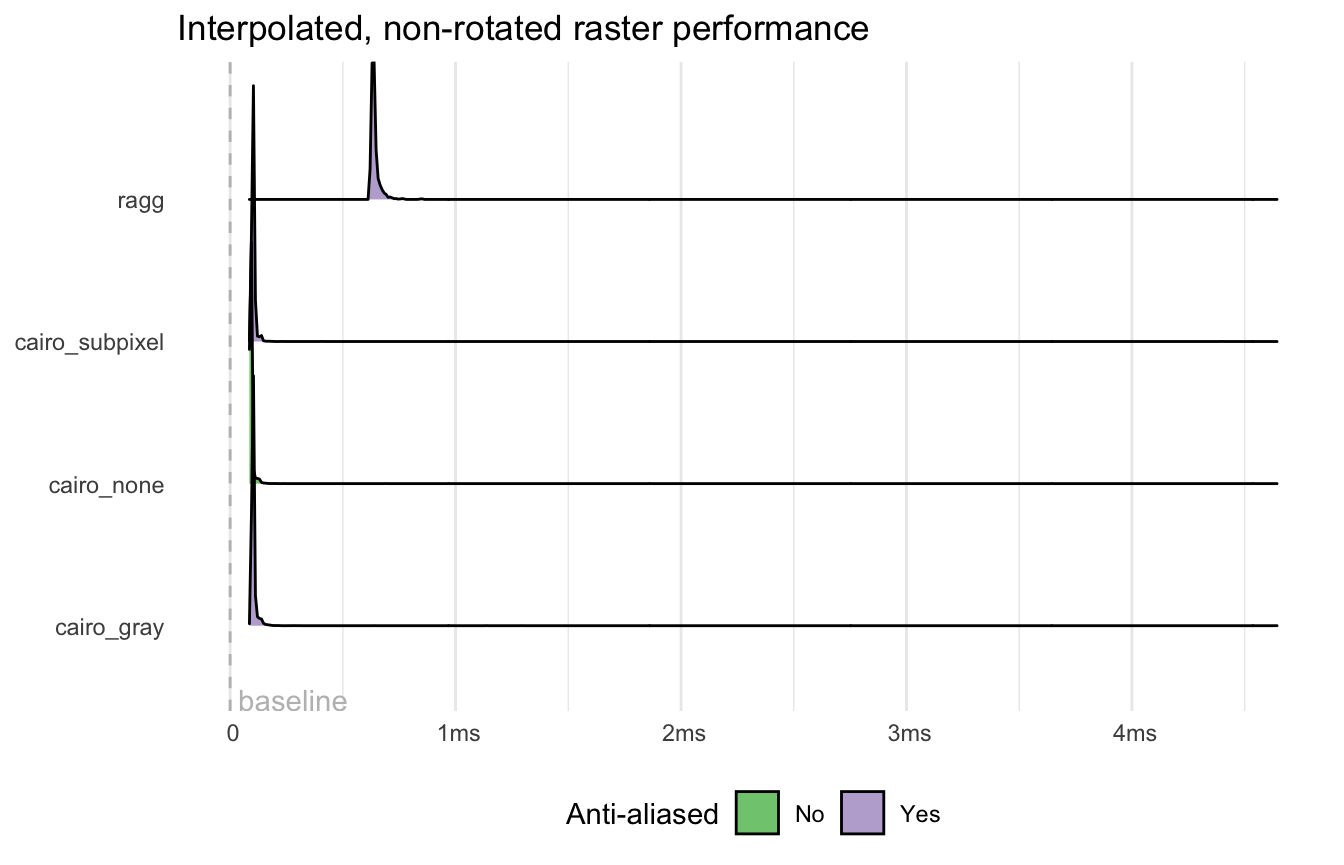 Interpolated, non-rotated raster performance
ragg
cairo_subpixel
cairo_none
cairo_gray
baseline
0 1ms 2ms 3ms 4ms
Anti-aliased No Yes